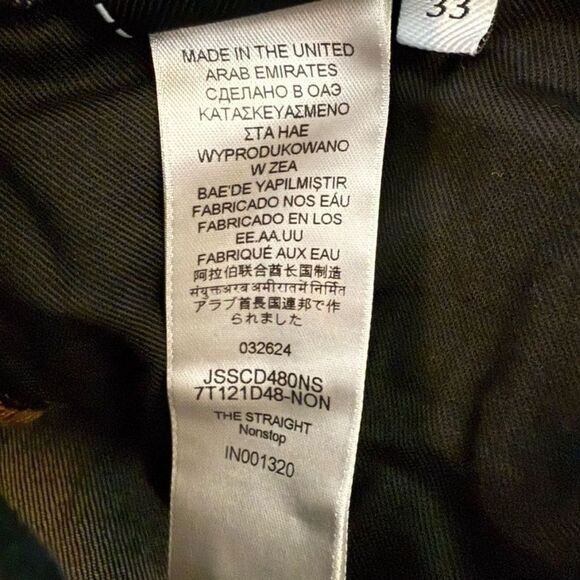 33
MADE IN THE UNITED
ARAB EMIRATES
СДЕЛАНО В ОАЭ
ΚΑΤΑΣΚΕΥΑΣΜΕΝΟ
ΣΤΑ ΗΑΕ
WYPRODUKOWANO
W ZEA
BAE'DE YAPILMIŞTIR
FABRICADO NOS EÁU
FABRICADO EN LOS
EE.AA.UU
FABRIQUÉ AUX EAU
阿拉伯联合酋长国制造
संयुक्त अरब अमीरात में निर्मित
アラブ首長国連邦で作
られました
032624
JSSCD480NS
7T121D48-NON
THE STRAIGHT
Nonstop
IN001320